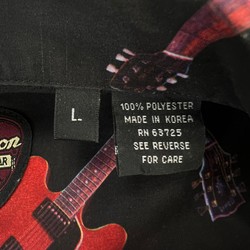 L.
100% POLYESTER
MADE IN KOREA
RN 63725
SEE REVERSE
FOR CARE